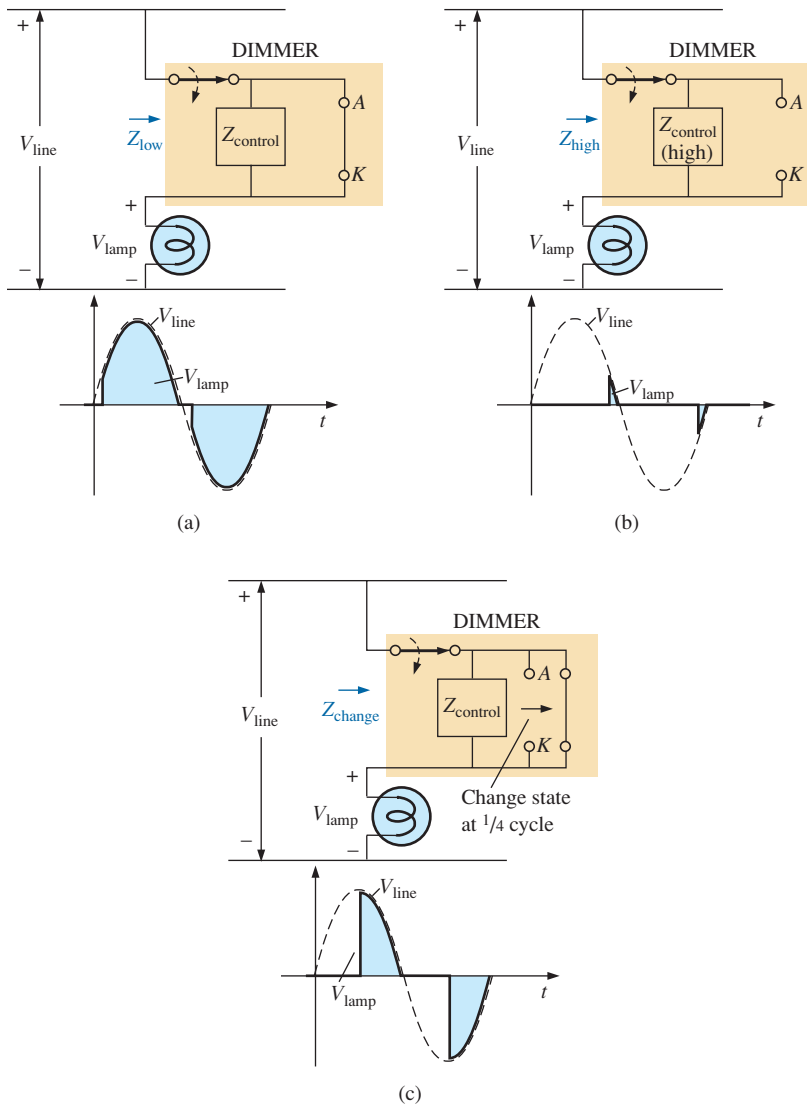 +
DIMMER
A
Z_low
Z_control
V_line
K
+
V_lamp
−
−
V_line
V_lamp
t
(a)
+
DIMMER
A
Z_high
Z_control
(high)
V_line
K
+
V_lamp
−
−
V_line
V_lamp
t
(b)
+
DIMMER
A
Z_change
Z_control
V_line
K
+
Change state
at 1/4 cycle
V_lamp
−
−
V_line
V_lamp
t
(c)